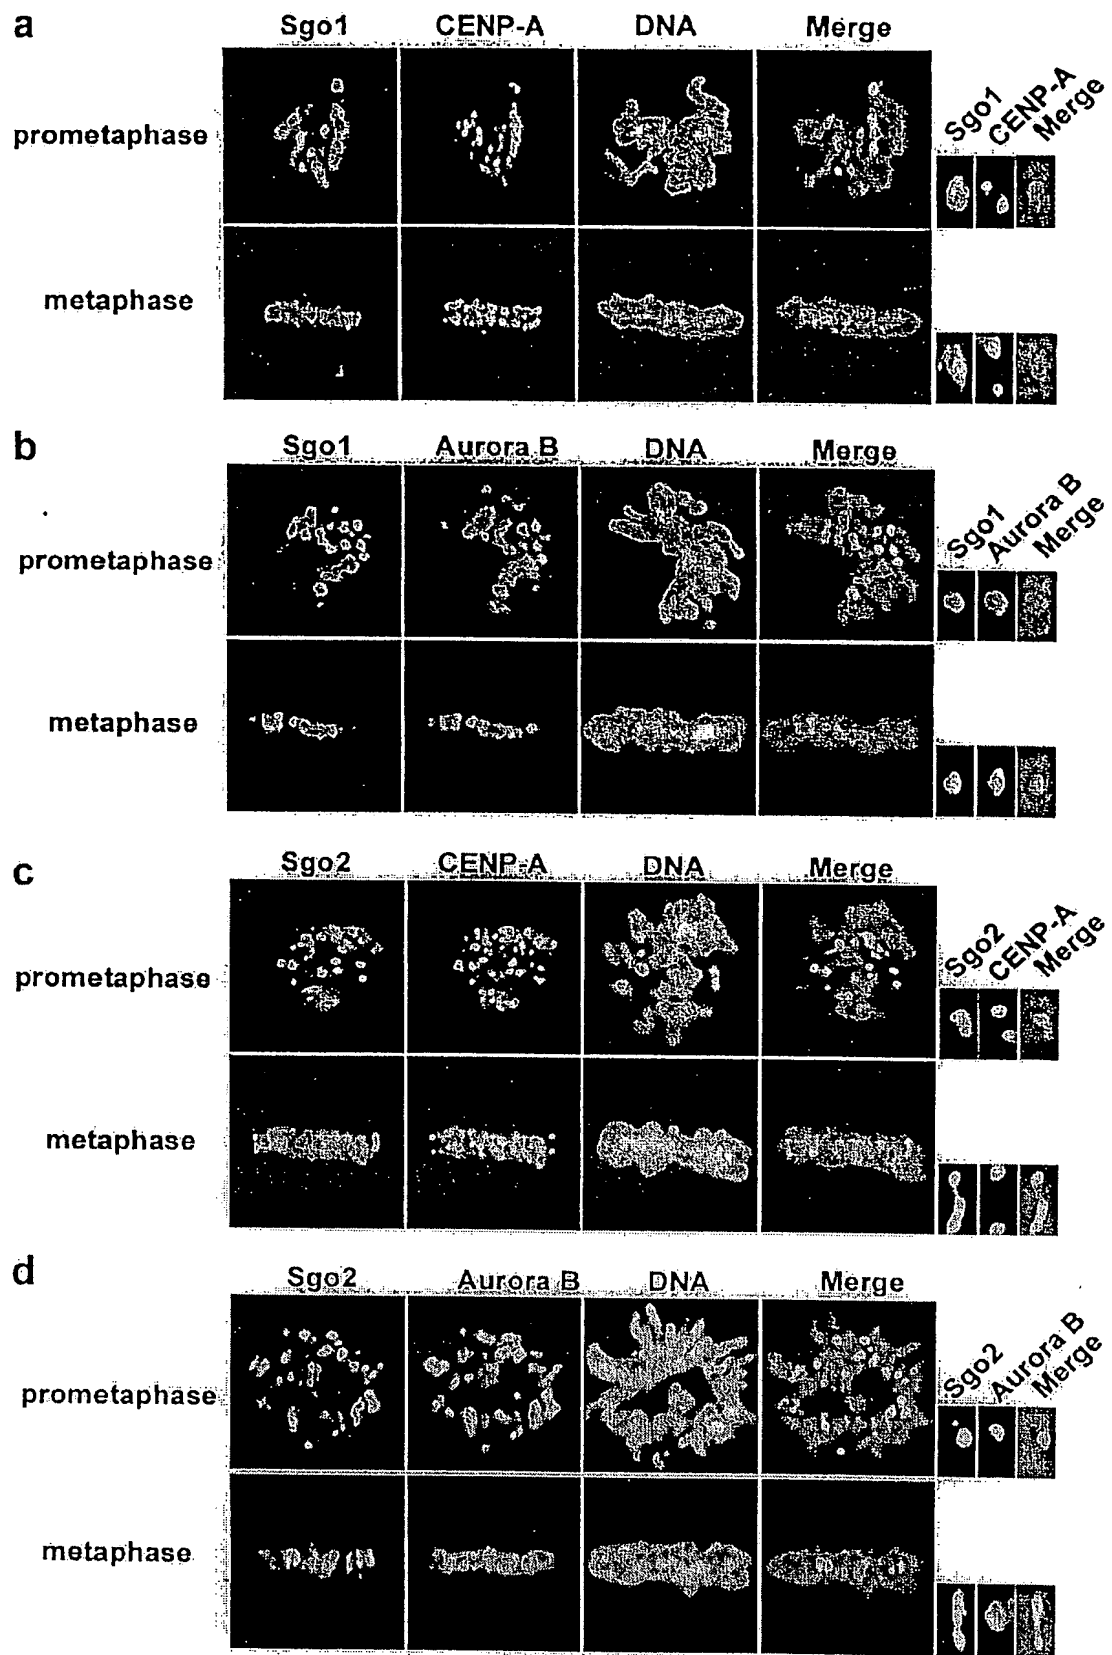 a
Sgo1 CENP-A DNA Merge
Sgo1 CENP-A Merge
prometaphase
metaphase
b
Sgo1 Aurora B DNA Merge
Sgo1 Aurora B Merge
prometaphase
metaphase
c
Sgo2 CENP-A DNA Merge
Sgo2 CENP-A Merge
prometaphase
metaphase
d
Sgo2 Aurora B DNA Merge
Sgo2 Aurora B Merge
prometaphase
metaphase